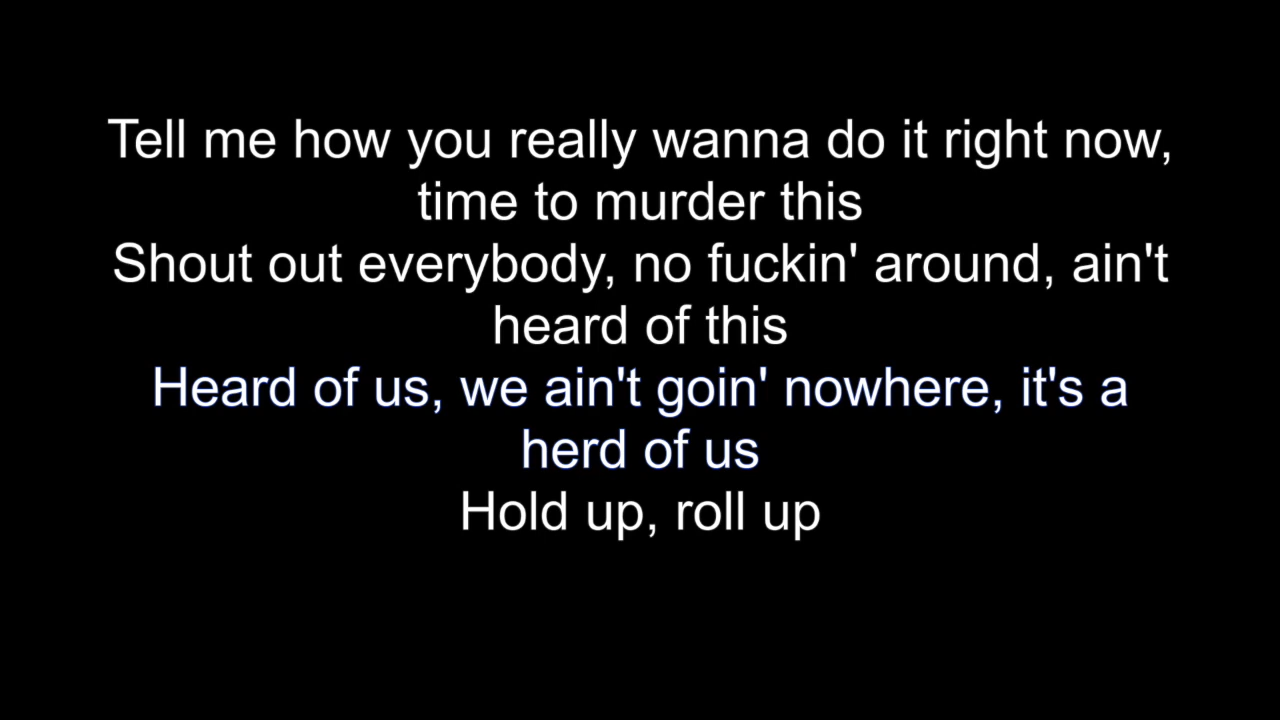 Tell me how you really wanna do it right now,
time to murder this
Shout out everybody, no fuckin' around, ain't
heard of this
Heard of us, we ain't goin' nowhere, it's a
herd of us
Hold up, roll up